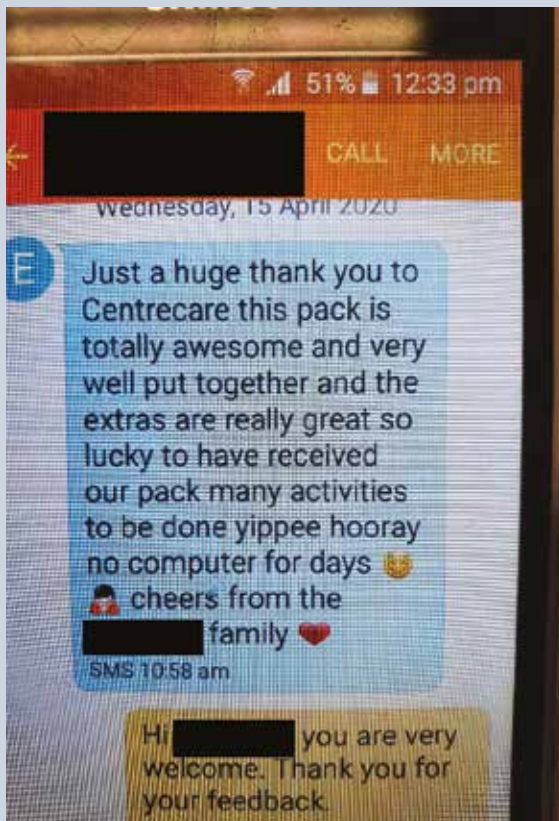 51% 12:33 pm
CALL MORE
Wednesday, 15 April 2020
E
Just a huge thank you to
Centrecare this pack is
totally awesome and very
well put together and the
extras are really great so
lucky to have received
our pack many activities
to be done yippee hooray
no computer for days
cheers from the
family
SMS 10:58 am
Hi you are very
welcome. Thank you for
your feedback.